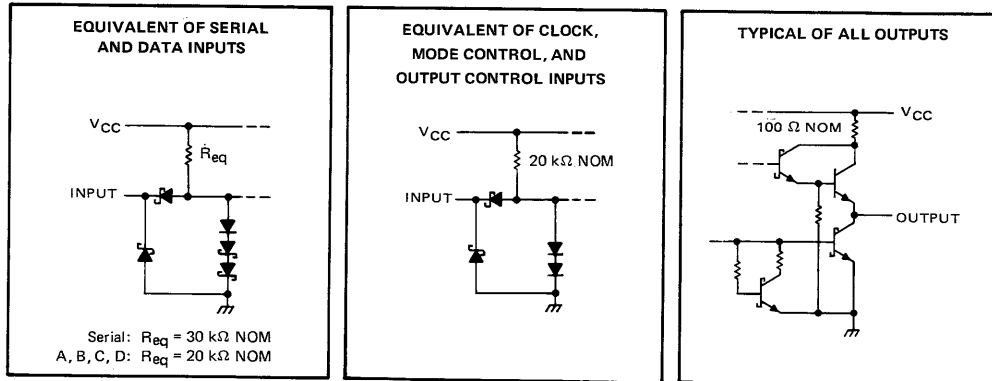 EQUIVALENT OF SERIAL
AND DATA INPUTS
VCC
Req
INPUT
Serial: Req = 30 kΩ NOM
A, B, C, D: Req = 20 kΩ NOM
EQUIVALENT OF CLOCK,
MODE CONTROL, AND
OUTPUT CONTROL INPUTS
VCC
20 kΩ NOM
INPUT
TYPICAL OF ALL OUTPUTS
VCC
100 Ω NOM
OUTPUT